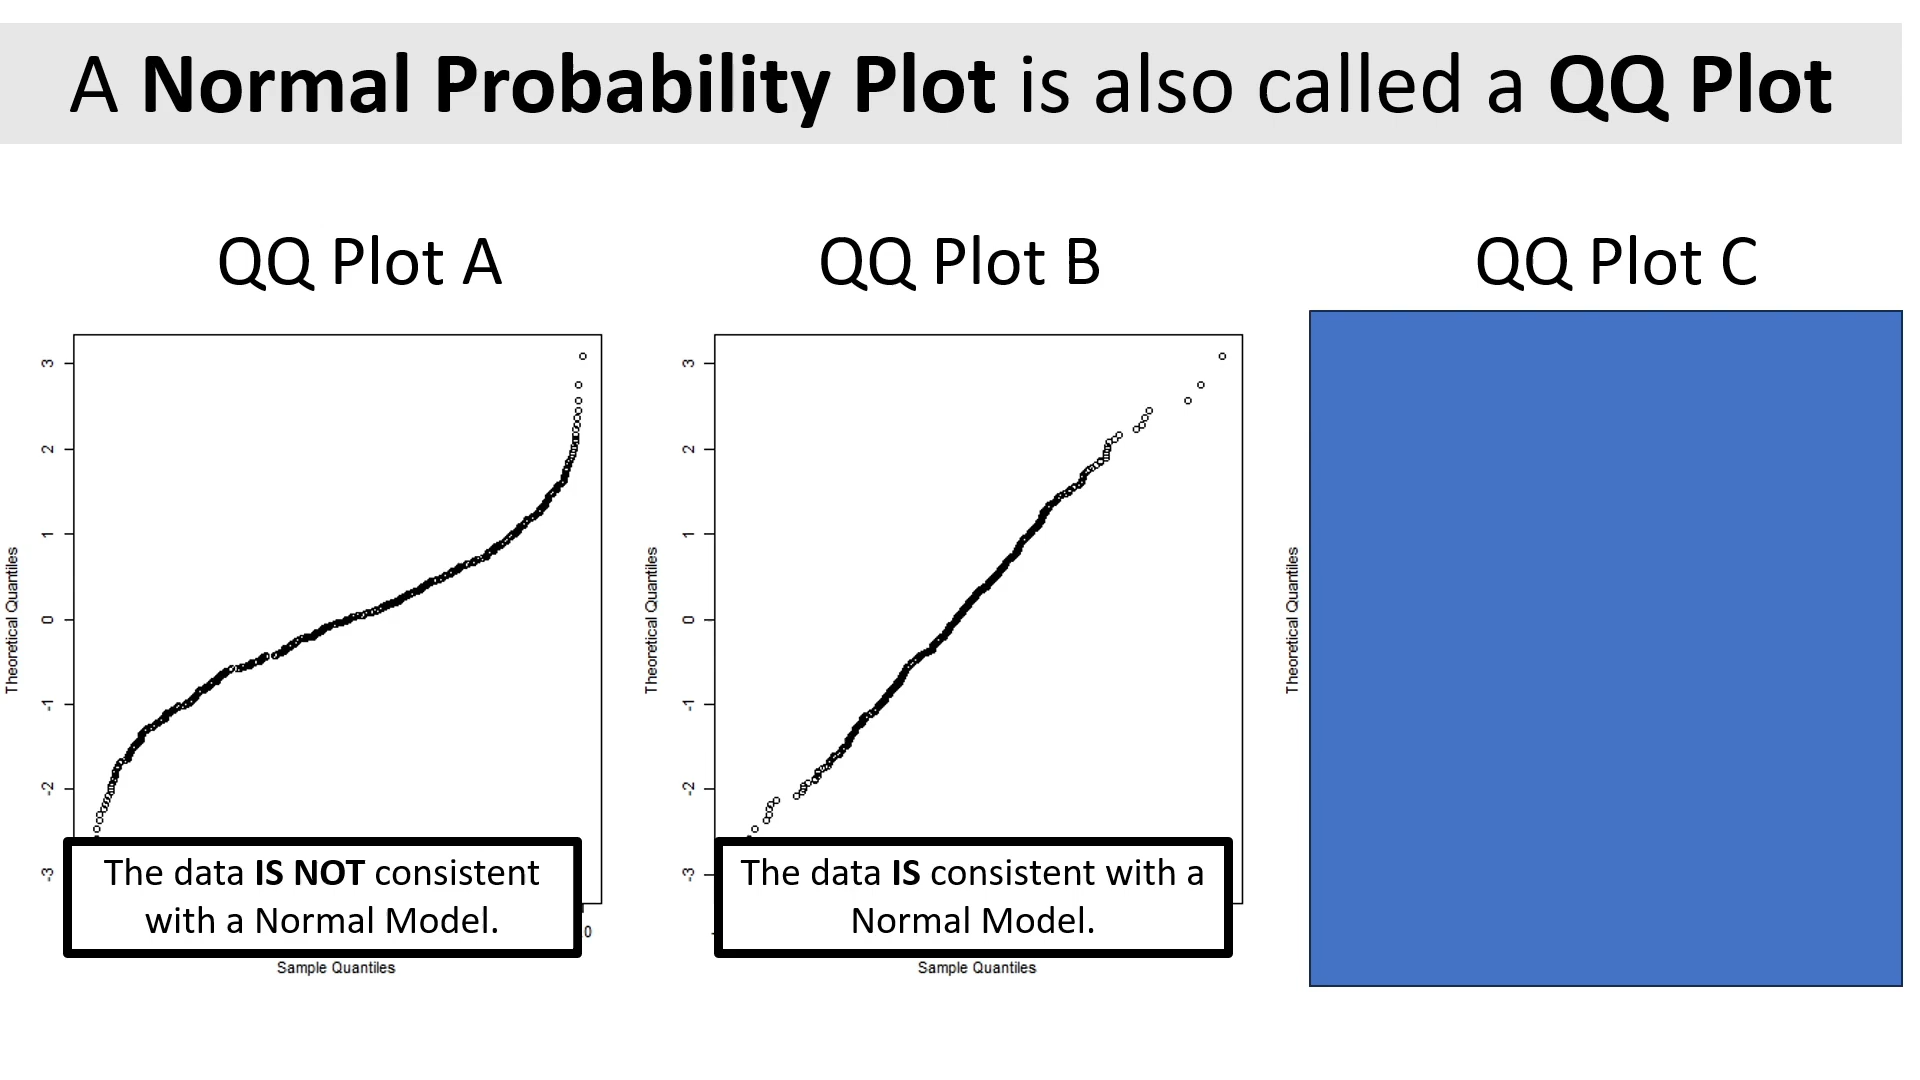 A Normal Probability Plot is also called a QQ Plot
QQ Plot A
QQ Plot B
QQ Plot C
Theoretical Quantiles
3
2
1
0
-1
-2
-3
The data IS NOT consistent
with a Normal Model.
0
Sample Quantiles
Theoretical Quantiles
3
2
1
0
-1
-2
-3
The data IS consistent with a
Normal Model.
Sample Quantiles
Theoretical Quantiles